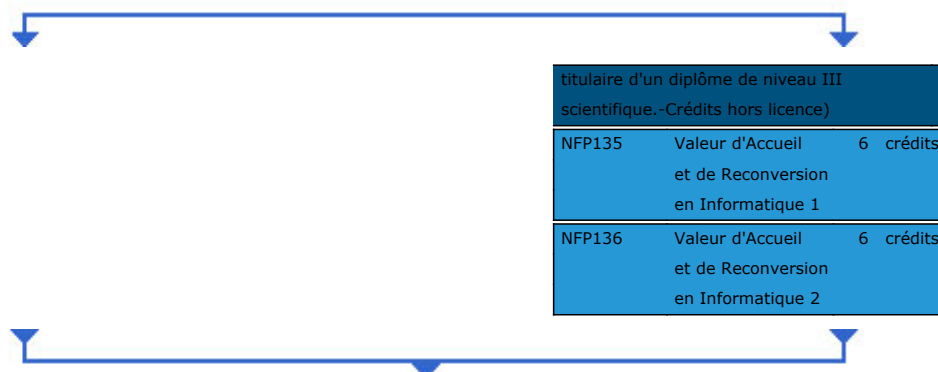 titulaire d'un diplôme de niveau III
scientifique.-Crédits hors licence)
NFP135 Valeur d'Accueil 6 crédits
et de Reconversion
en Informatique 1
NFP136 Valeur d'Accueil 6 crédits
et de Reconversion
en Informatique 2